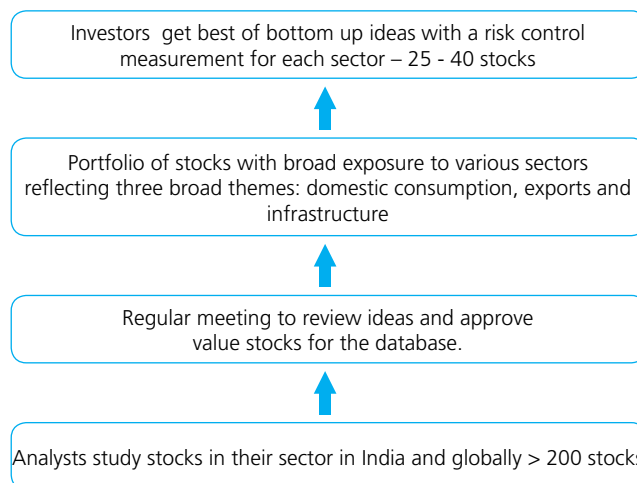 Investors get best of bottom up ideas with a risk control
measurement for each sector – 25 - 40 stocks
Portfolio of stocks with broad exposure to various sectors
reflecting three broad themes: domestic consumption, exports and
infrastructure
Regular meeting to review ideas and approve
value stocks for the database.
Analysts study stocks in their sector in India and globally > 200 stocks